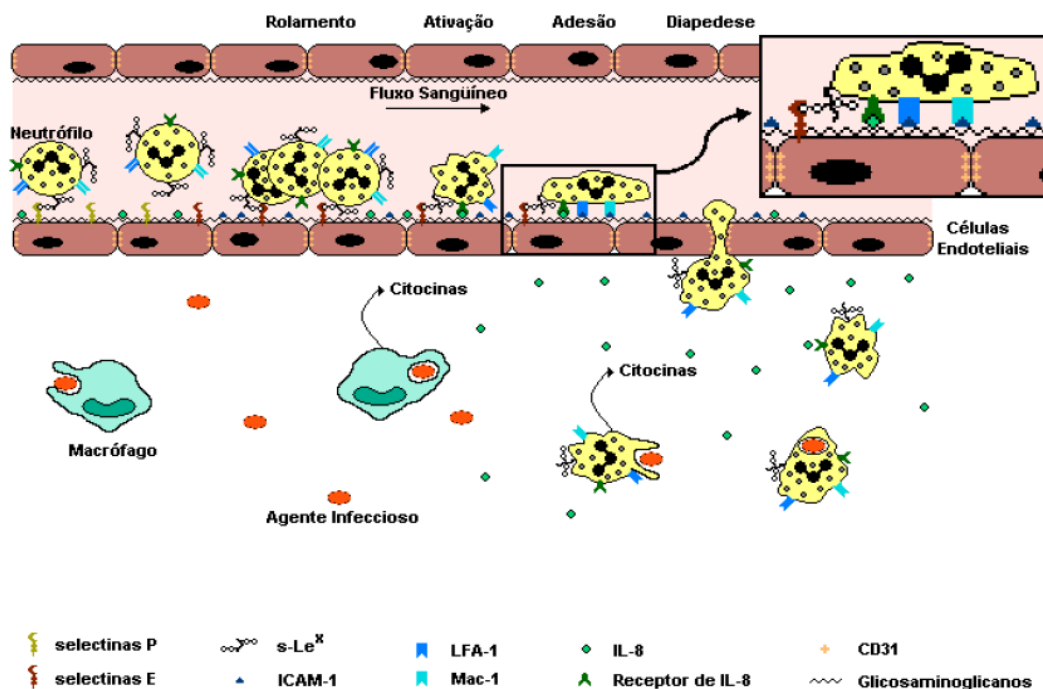 Rolamento Ativação Adesão Diapedese
Fluxo Sangüíneo
Neutrófilo
Células
Endoteliais
Citocinas
Citocinas
Macrófago
Agente Infeccioso
selectinas P s-Leˣ LFA-1 IL-8 CD31
selectinas E ICAM-1 Mac-1 Receptor de IL-8 Glicosaminoglicanos